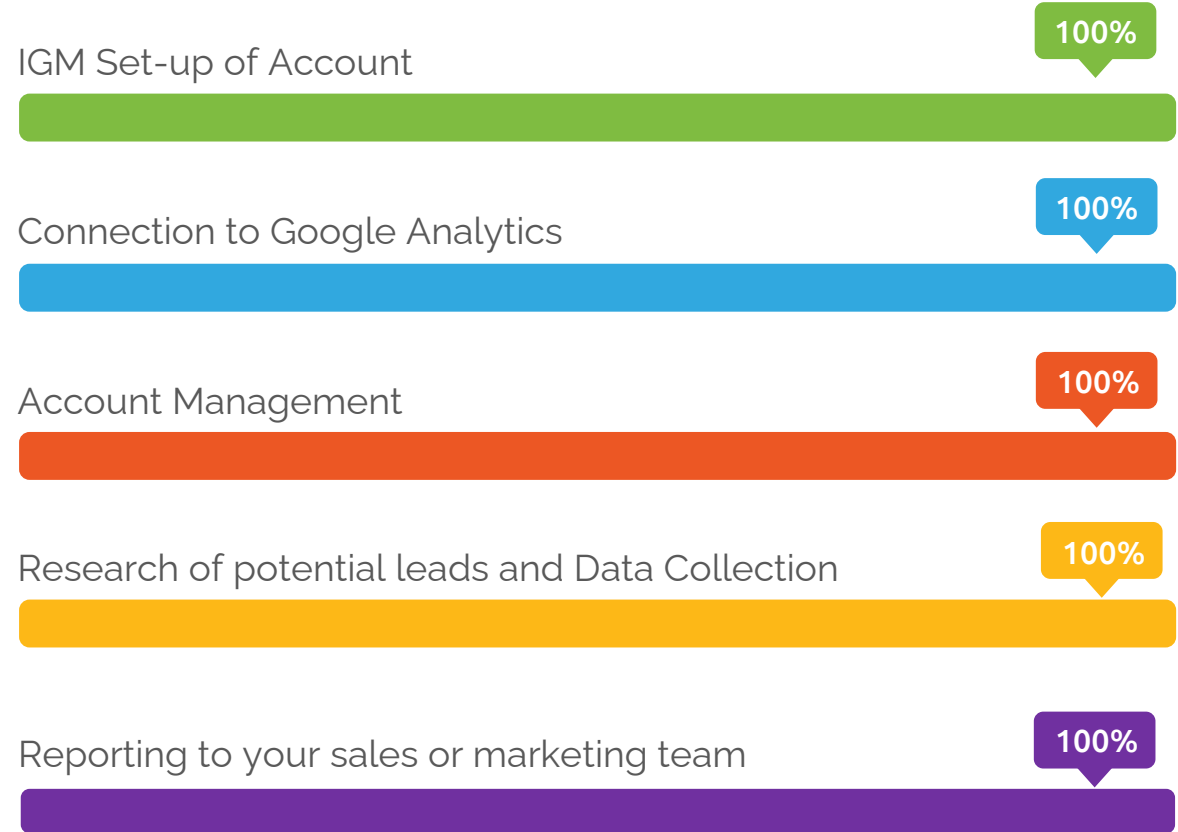 100%
IGM Set-up of Account
100%
Connection to Google Analytics
100%
Account Management
100%
Research of potential leads and Data Collection
100%
Reporting to your sales or marketing team